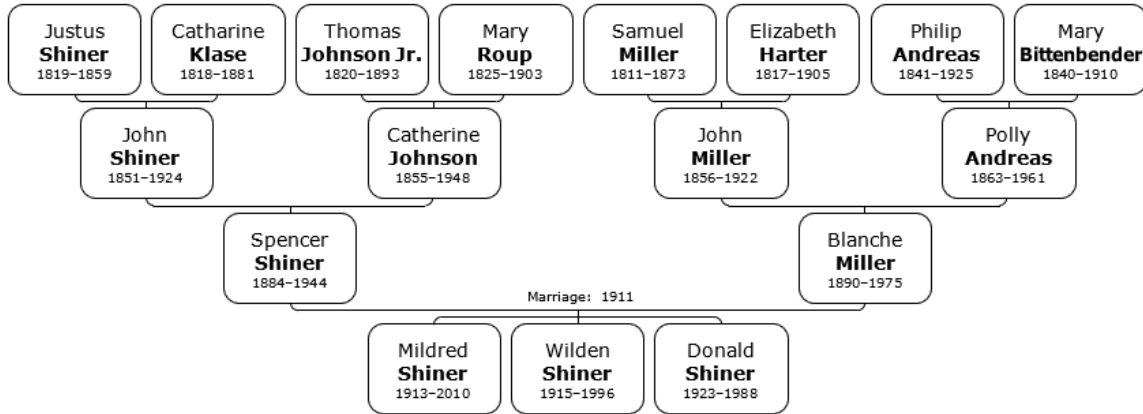 Justus
Shiner
1819–1859
Catharine
Klase
1818–1881
Thomas
Johnson Jr.
1820–1893
Mary
Roup
1825–1903
Samuel
Miller
1811–1873
Elizabeth
Harter
1817–1905
Philip
Andreas
1841–1925
Mary
Bittenbender
1840–1910
John
Shiner
1851–1924
Catherine
Johnson
1855–1948
John
Miller
1856–1922
Polly
Andreas
1863–1961
Spencer
Shiner
1884–1944
Blanche
Miller
1890–1975
Marriage: 1911
Mildred
Shiner
1913–2010
Wilden
Shiner
1915–1996
Donald
Shiner
1923–1988